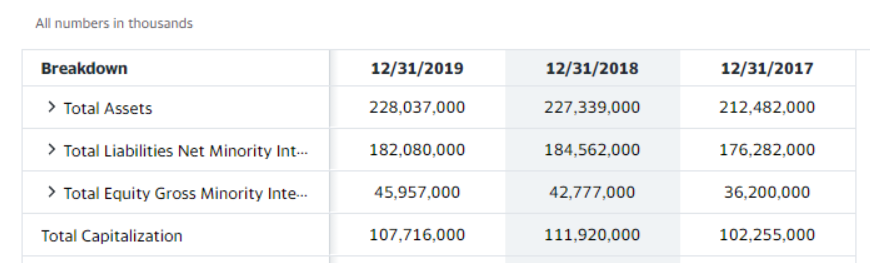 All numbers in thousands
Breakdown 12/31/2019 12/31/2018 12/31/2017
> Total Assets 228,037,000 227,339,000 212,482,000
> Total Liabilities Net Minority Int... 182,080,000 184,562,000 176,282,000
> Total Equity Gross Minority Inte... 45,957,000 42,777,000 36,200,000
Total Capitalization 107,716,000 111,920,000 102,255,000